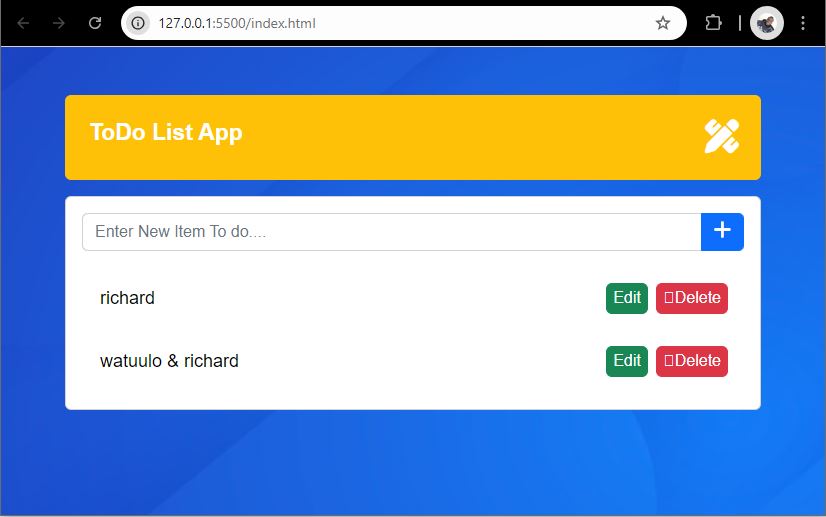 127.0.0.1:5500/index.html
ToDo List App
Enter New Item To do....
richard Edit Delete
watuulo & richard Edit Delete